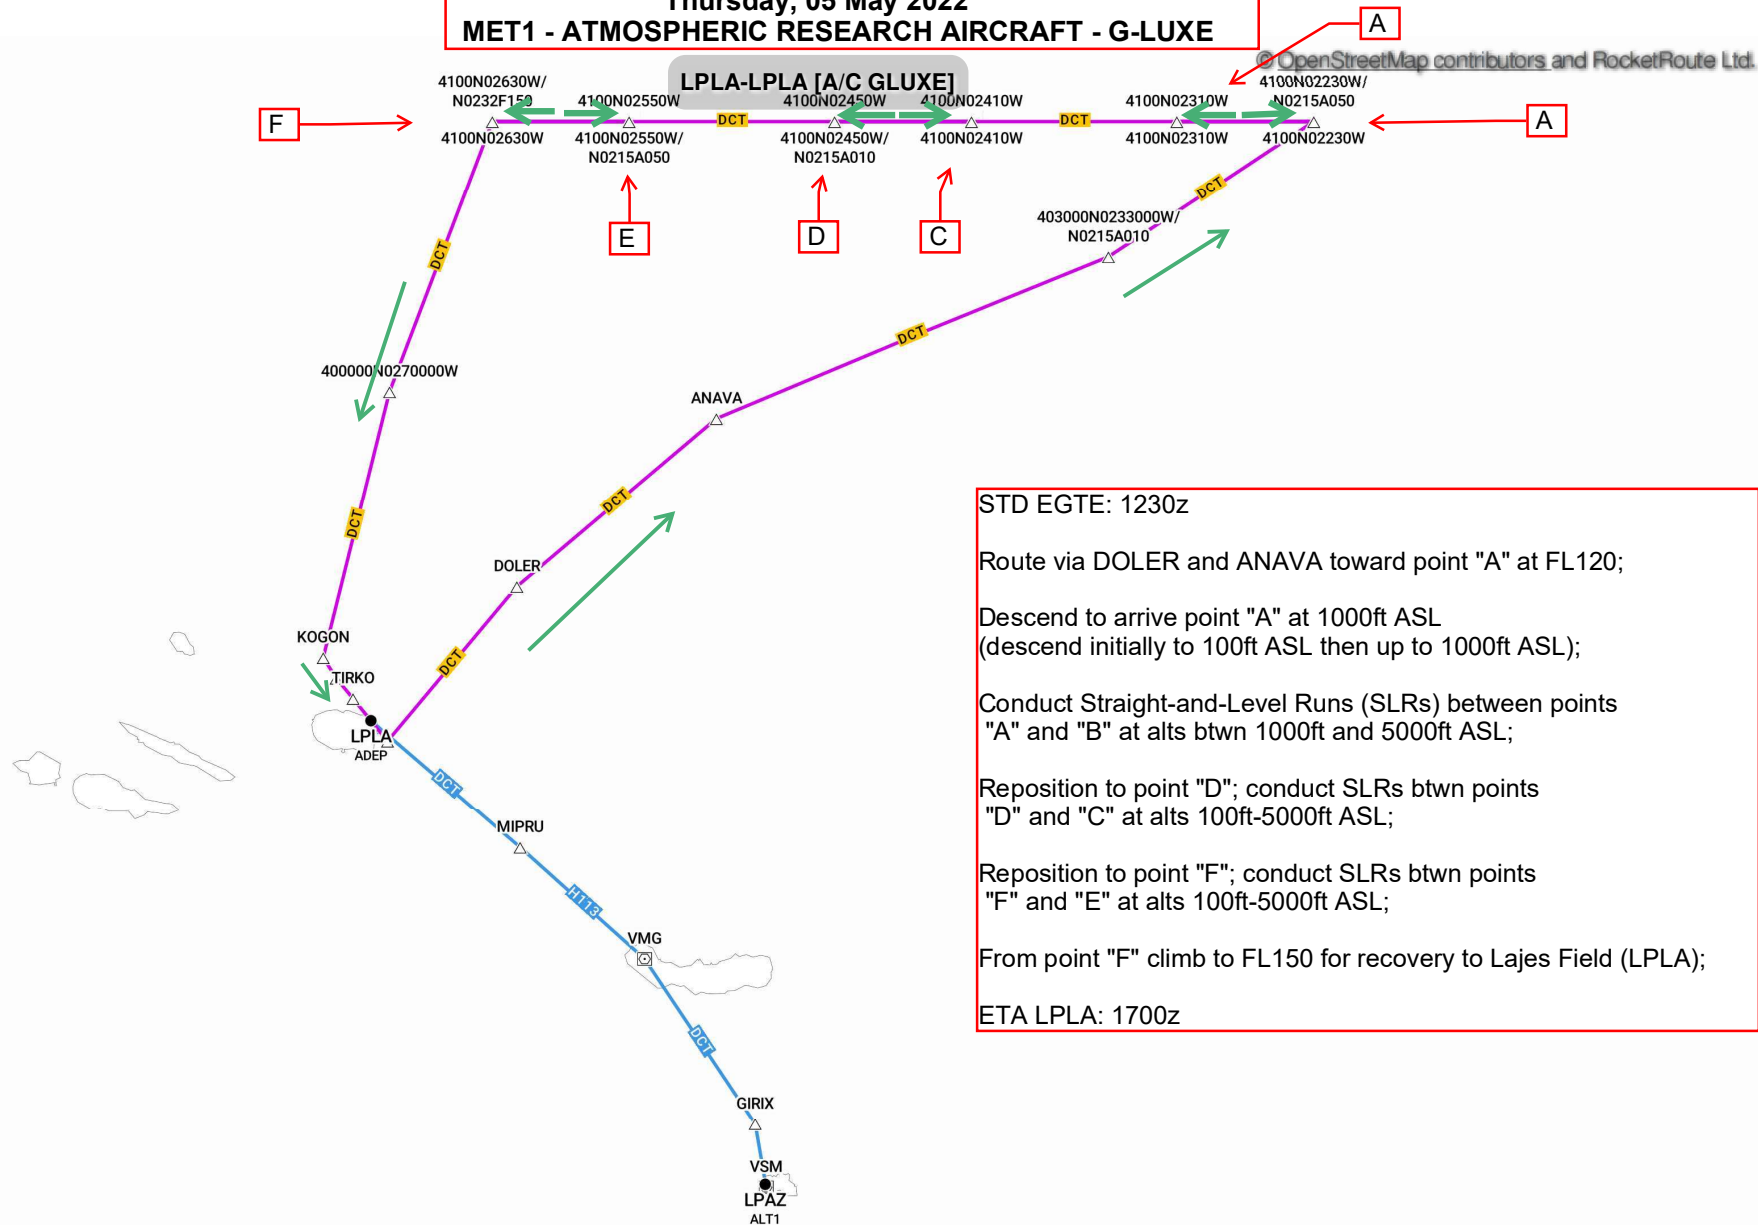 Thursday, 05 May 2022
MET1 - ATMOSPHERIC RESEARCH AIRCRAFT - G-LUXE
A
© OpenStreetMap contributors and RocketRoute Ltd.
LPLA-LPLA [A/C GLUXE]
4100N02630W/
N0232F150
4100N02550W
4100N02450W
4100N02410W
4100N02310W
4100N02230W/
N0215A050
F
DCT
DCT
A
4100N02630W
4100N02550W/
N0215A050
4100N02450W/
N0215A010
4100N02410W
4100N02310W
4100N02230W
E
D
C
DCT
403000N0233000W/
N0215A010
DCT
DCT
400000N0270000W
ANAVA
DCT
DCT
DOLER
DCT
KOGON
TIRKO
LPLA
ADEP
DCT
MIPRU
H113
VMG
DCT
GIRIX
VSM
LPAZ
ALT1
STD EGTE: 1230z
Route via DOLER and ANAVA toward point "A" at FL120;
Descend to arrive point "A" at 1000ft ASL
(descend initially to 100ft ASL then up to 1000ft ASL);
Conduct Straight-and-Level Runs (SLRs) between points
"A" and "B" at alts btwn 1000ft and 5000ft ASL;
Reposition to point "D"; conduct SLRs btwn points
"D" and "C" at alts 100ft-5000ft ASL;
Reposition to point "F"; conduct SLRs btwn points
"F" and "E" at alts 100ft-5000ft ASL;
From point "F" climb to FL150 for recovery to Lajes Field (LPLA);
ETA LPLA: 1700z